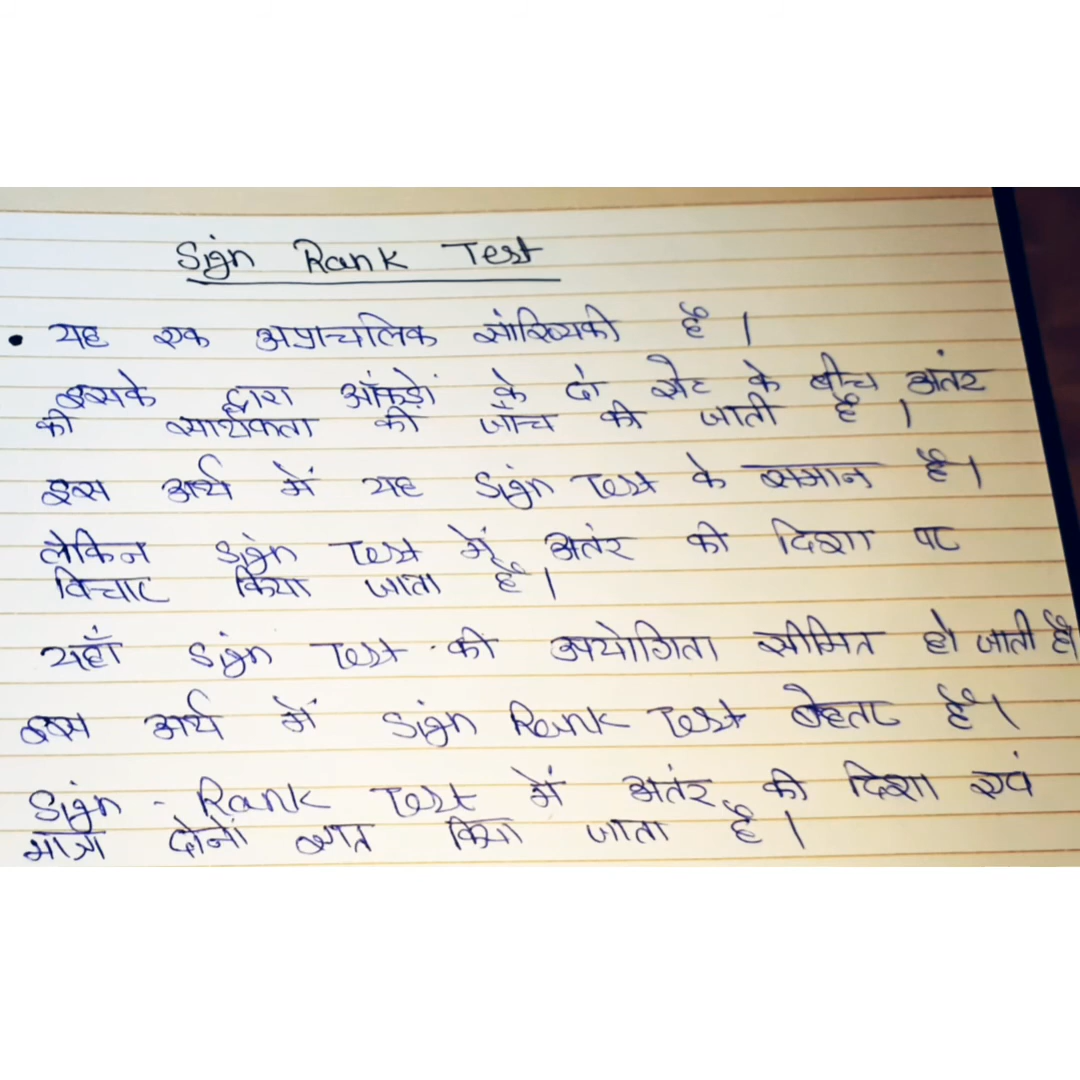 Sign Rank Test
• यह एक अप्राचलिक सांख्यिकी है ।
इसके द्वारा आंकड़ों के दो सेट के बीच अंतर
की सार्थकता की जाँच की जाती है ।
इस अर्थ में यह Sign Test के समान है।
लेकिन Sign Test में अंतर की दिशा पर
विचार किया जाता है ।
यहाँ Sign Test की उपयोगिता सीमित हो जाती है।
इस अर्थ में Sign Rank Test बेहतर है।
Sign - Rank Test में अंतर की दिशा एवं
मात्रा दोनों किया जाता है ।